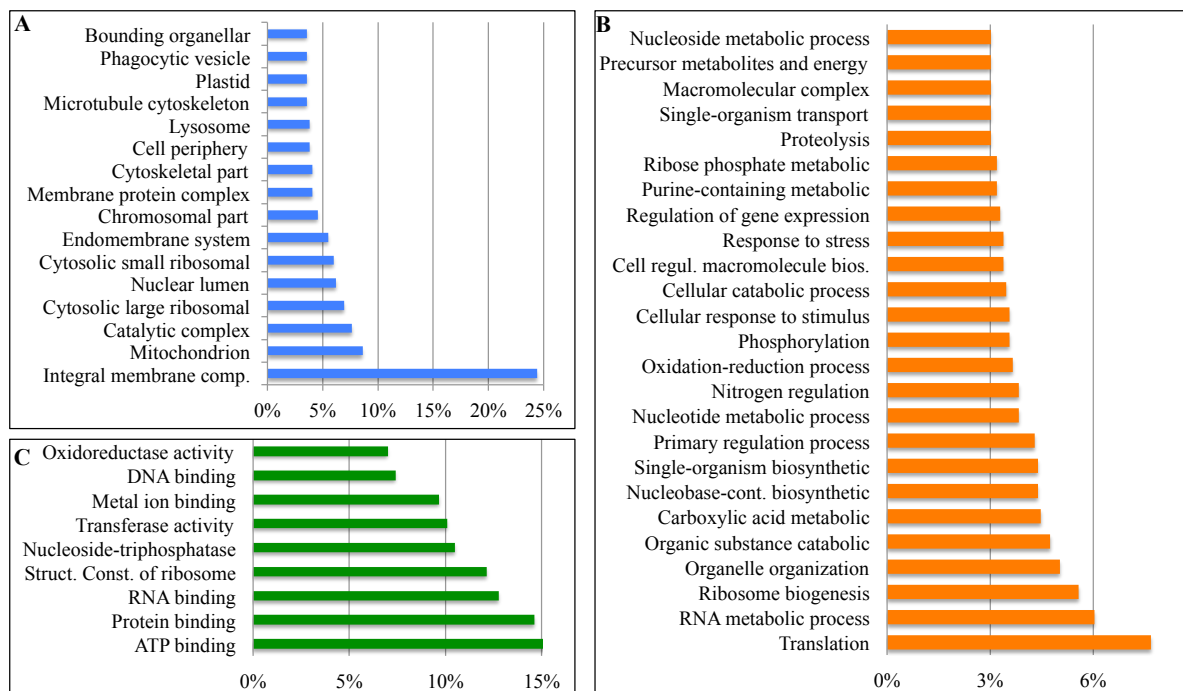 A
Bounding organellar
Phagocytic vesicle
Plastid
Microtubule cytoskeleton
Lysosome
Cell periphery
Cytoskeletal part
Membrane protein complex
Chromosomal part
Endomembrane system
Cytosolic small ribosomal
Nuclear lumen
Cytosolic large ribosomal
Catalytic complex
Mitochondrion
Integral membrane comp.
0% 5% 10% 15% 20% 25%
B
Nucleoside metabolic process
Precursor metabolites and energy
Macromolecular complex
Single-organism transport
Proteolysis
Ribose phosphate metabolic
Purine-containing metabolic
Regulation of gene expression
Response to stress
Cell regul. macromolecule bios.
Cellular catabolic process
Cellular response to stimulus
Phosphorylation
Oxidation-reduction process
Nitrogen regulation
Nucleotide metabolic process
Primary regulation process
Single-organism biosynthetic
Nucleobase-cont. biosynthetic
Carboxylic acid metabolic
Organic substance catabolic
Organelle organization
Ribosome biogenesis
RNA metabolic process
Translation
0% 3% 6%
C
Oxidoreductase activity
DNA binding
Metal ion binding
Transferase activity
Nucleoside-triphosphatase
Struct. Const. of ribosome
RNA binding
Protein binding
ATP binding
0% 5% 10% 15%